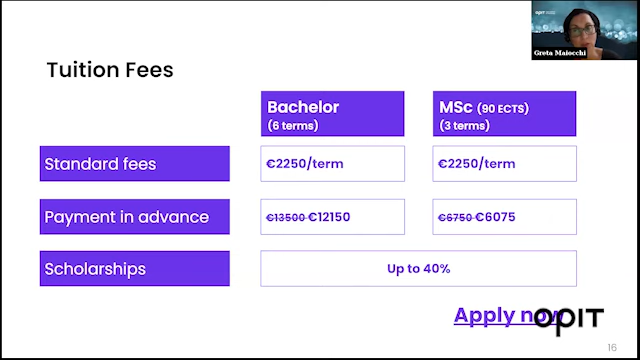 OPIT
Greta Maiocchi
Tuition Fees
Bachelor
(6 terms)
MSc (90 ECTS)
(3 terms)
Standard fees
€2250/term
€2250/term
Payment in advance
€13500 €12150
€6750 €6075
Scholarships
Up to 40%
Apply now
OPIT
16